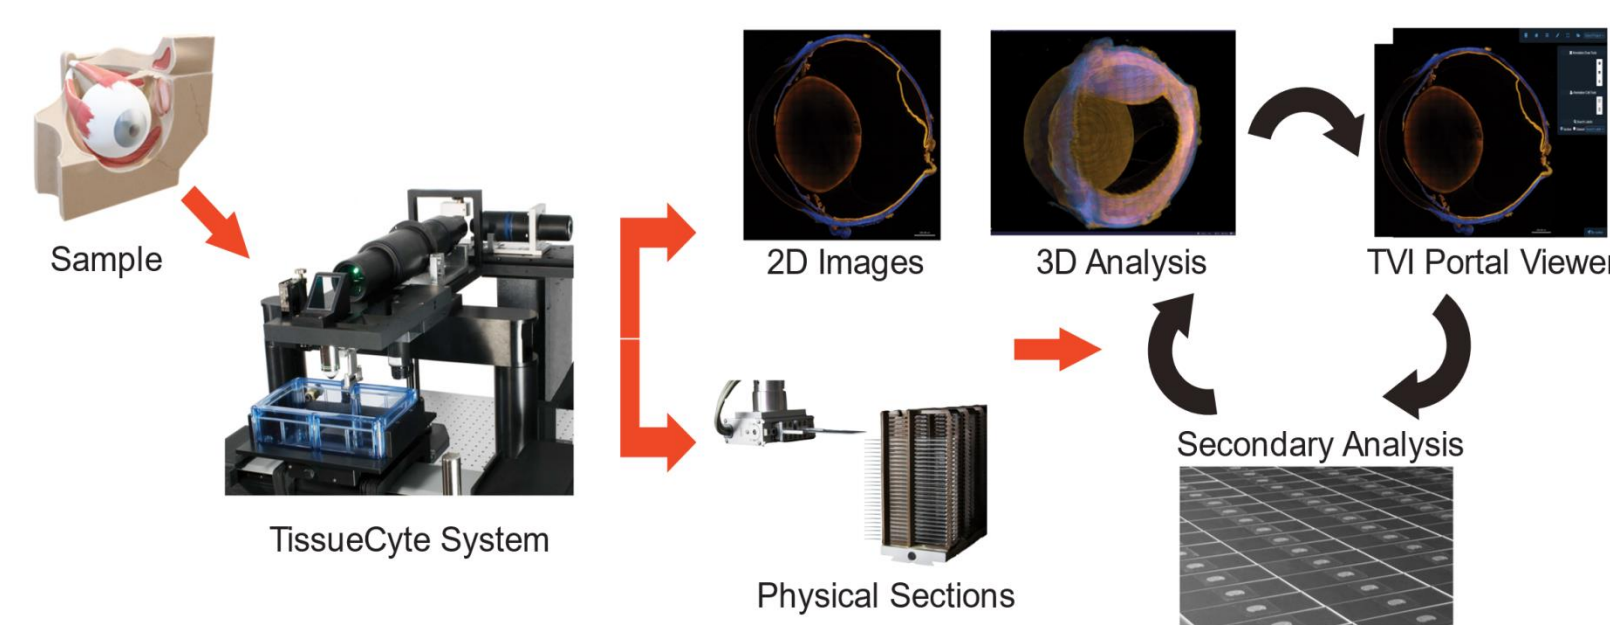 Sample
TissueCyte System
2D Images
3D Analysis
TVI Portal Viewer
Physical Sections
Secondary Analysis